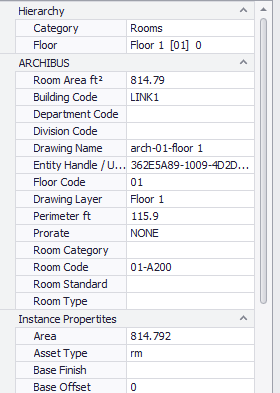 Hierarchy
Category Rooms
Floor Floor 1 [01] 0
ARCHIBUS
Room Area ft² 814.79
Building Code LINK1
Department Code
Division Code
Drawing Name arch-01-floor 1
Entity Handle / U... 362E5A89-1009-4D2D...
Floor Code 01
Drawing Layer Floor 1
Perimeter ft 115.9
Prorate NONE
Room Category
Room Code 01-A200
Room Standard
Room Type
Instance Propertites
Area 814.792
Asset Type rm
Base Finish
Base Offset 0